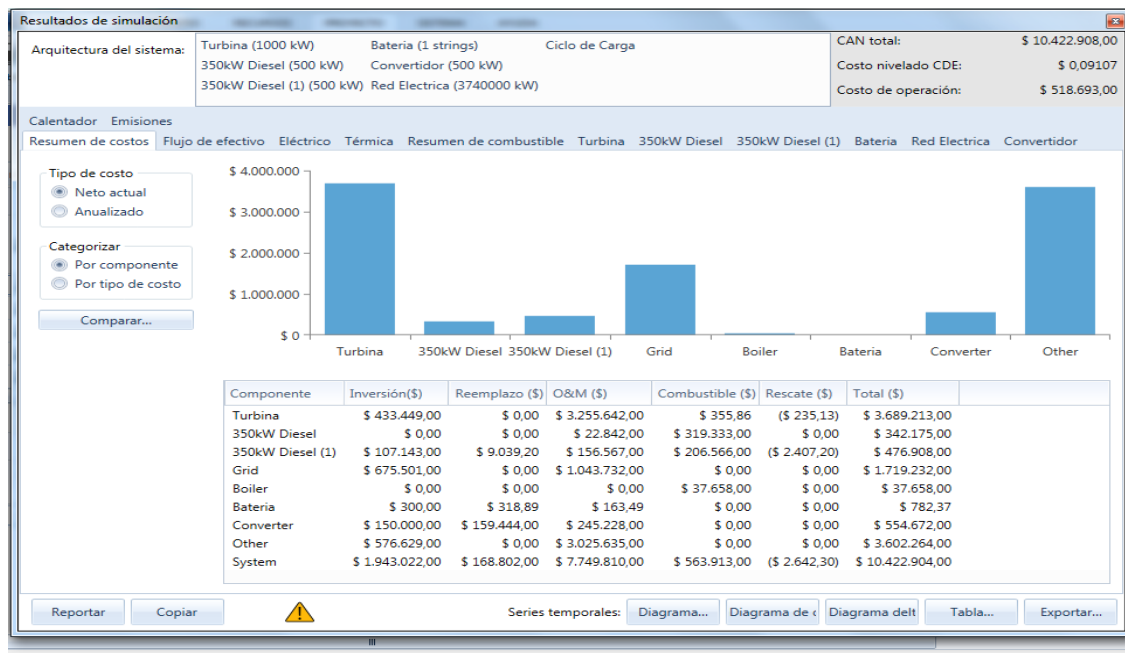 Resultados de simulación
Arquitectura del sistema:
Turbina (1000 kW) Bateria (1 strings) Ciclo de Carga
350kW Diesel (500 kW) Convertidor (500 kW)
350kW Diesel (1) (500 kW) Red Electrica (3740000 kW)
CAN total: $ 10.422.908,00
Costo nivelado CDE: $ 0,09107
Costo de operación: $ 518.693,00
Calentador Emisiones
Resumen de costos Flujo de efectivo Eléctrico Térmica Resumen de combustible Turbina 350kW Diesel 350kW Diesel (1) Bateria Red Electrica Convertidor
Tipo de costo
Neto actual
Anualizado
Categorizar
Por componente
Por tipo de costo
Comparar...
$ 4.000.000
$ 3.000.000
$ 2.000.000
$ 1.000.000
$ 0
Turbina 350kW Diesel 350kW Diesel (1) Grid Boiler Bateria Converter Other
Componente Inversión($) Reemplazo ($) O&M ($) Combustible ($) Rescate ($) Total ($)
Turbina $ 433.449,00 $ 0,00 $ 3.255.642,00 $ 355,86 ($ 235,13) $ 3.689.213,00
350kW Diesel $ 0,00 $ 0,00 $ 22.842,00 $ 319.333,00 $ 0,00 $ 342.175,00
350kW Diesel (1) $ 107.143,00 $ 9.039,20 $ 156.567,00 $ 206.566,00 ($ 2.407,20) $ 476.908,00
Grid $ 675.501,00 $ 0,00 $ 1.043.732,00 $ 0,00 $ 0,00 $ 1.719.232,00
Boiler $ 0,00 $ 0,00 $ 0,00 $ 37.658,00 $ 0,00 $ 37.658,00
Bateria $ 300,00 $ 318,89 $ 163,49 $ 0,00 $ 0,00 $ 782,37
Converter $ 150.000,00 $ 159.444,00 $ 245.228,00 $ 0,00 $ 0,00 $ 554.672,00
Other $ 576.629,00 $ 0,00 $ 3.025.635,00 $ 0,00 $ 0,00 $ 3.602.264,00
System $ 1.943.022,00 $ 168.802,00 $ 7.749.810,00 $ 563.913,00 ($ 2.642,30) $ 10.422.904,00
Reportar Copiar Series temporales: Diagrama... Diagrama de Diagrama delt Tabla... Exportar...